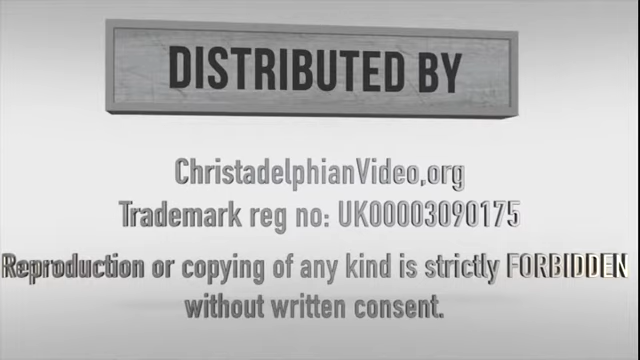 DISTRIBUTED BY
ChristadelphianVideo.org
Trademark reg no: UK00003090175
Reproduction or copying of any kind is strictly FORBIDDEN
without written consent.